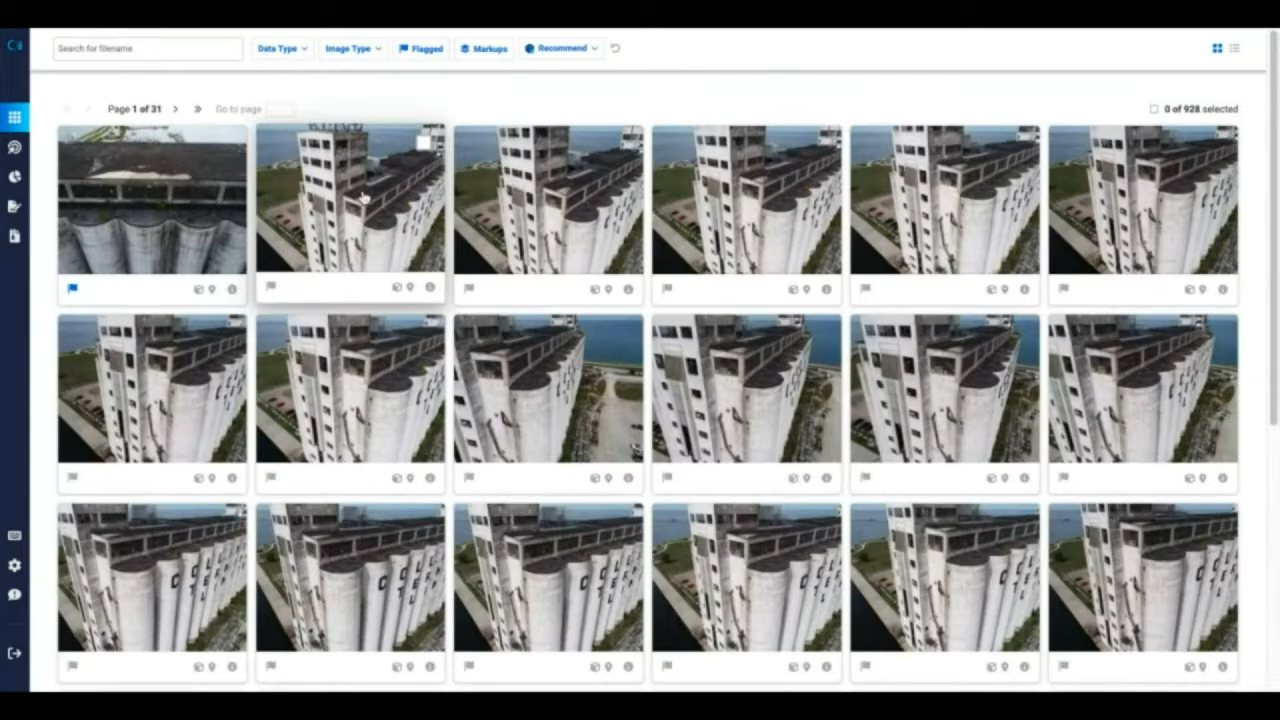 Search for filename
Data Type
Image Type
Flagged
Markups
Recommend
Page 1 of 31
Go to page
0 of 928 selected